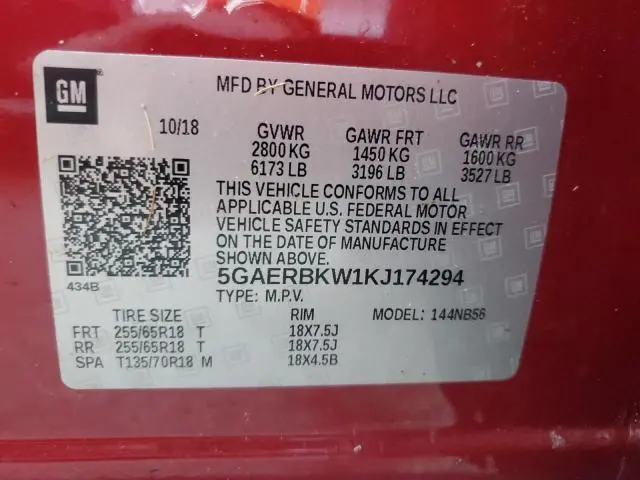 GM
MFD BY GENERAL MOTORS LLC
10/18 GVWR GAWR FRT GAWR RR
2800 KG 1450 KG 1600 KG
6173 LB 3196 LB 3527 LB
THIS VEHICLE CONFORMS TO ALL
APPLICABLE U.S. FEDERAL MOTOR
VEHICLE SAFETY STANDARDS IN EFFECT
ON THE DATE OF MANUFACTURE
SHOWN ABOVE.
434B 5GAERBKW1KJ174294
TYPE: M.P.V.
TIRE SIZE RIM MODEL: 144NB56
FRT 255/65R18 T 18X7.5J
RR 255/65R18 T 18X7.5J
SPA T135/70R18 M 18X4.5B